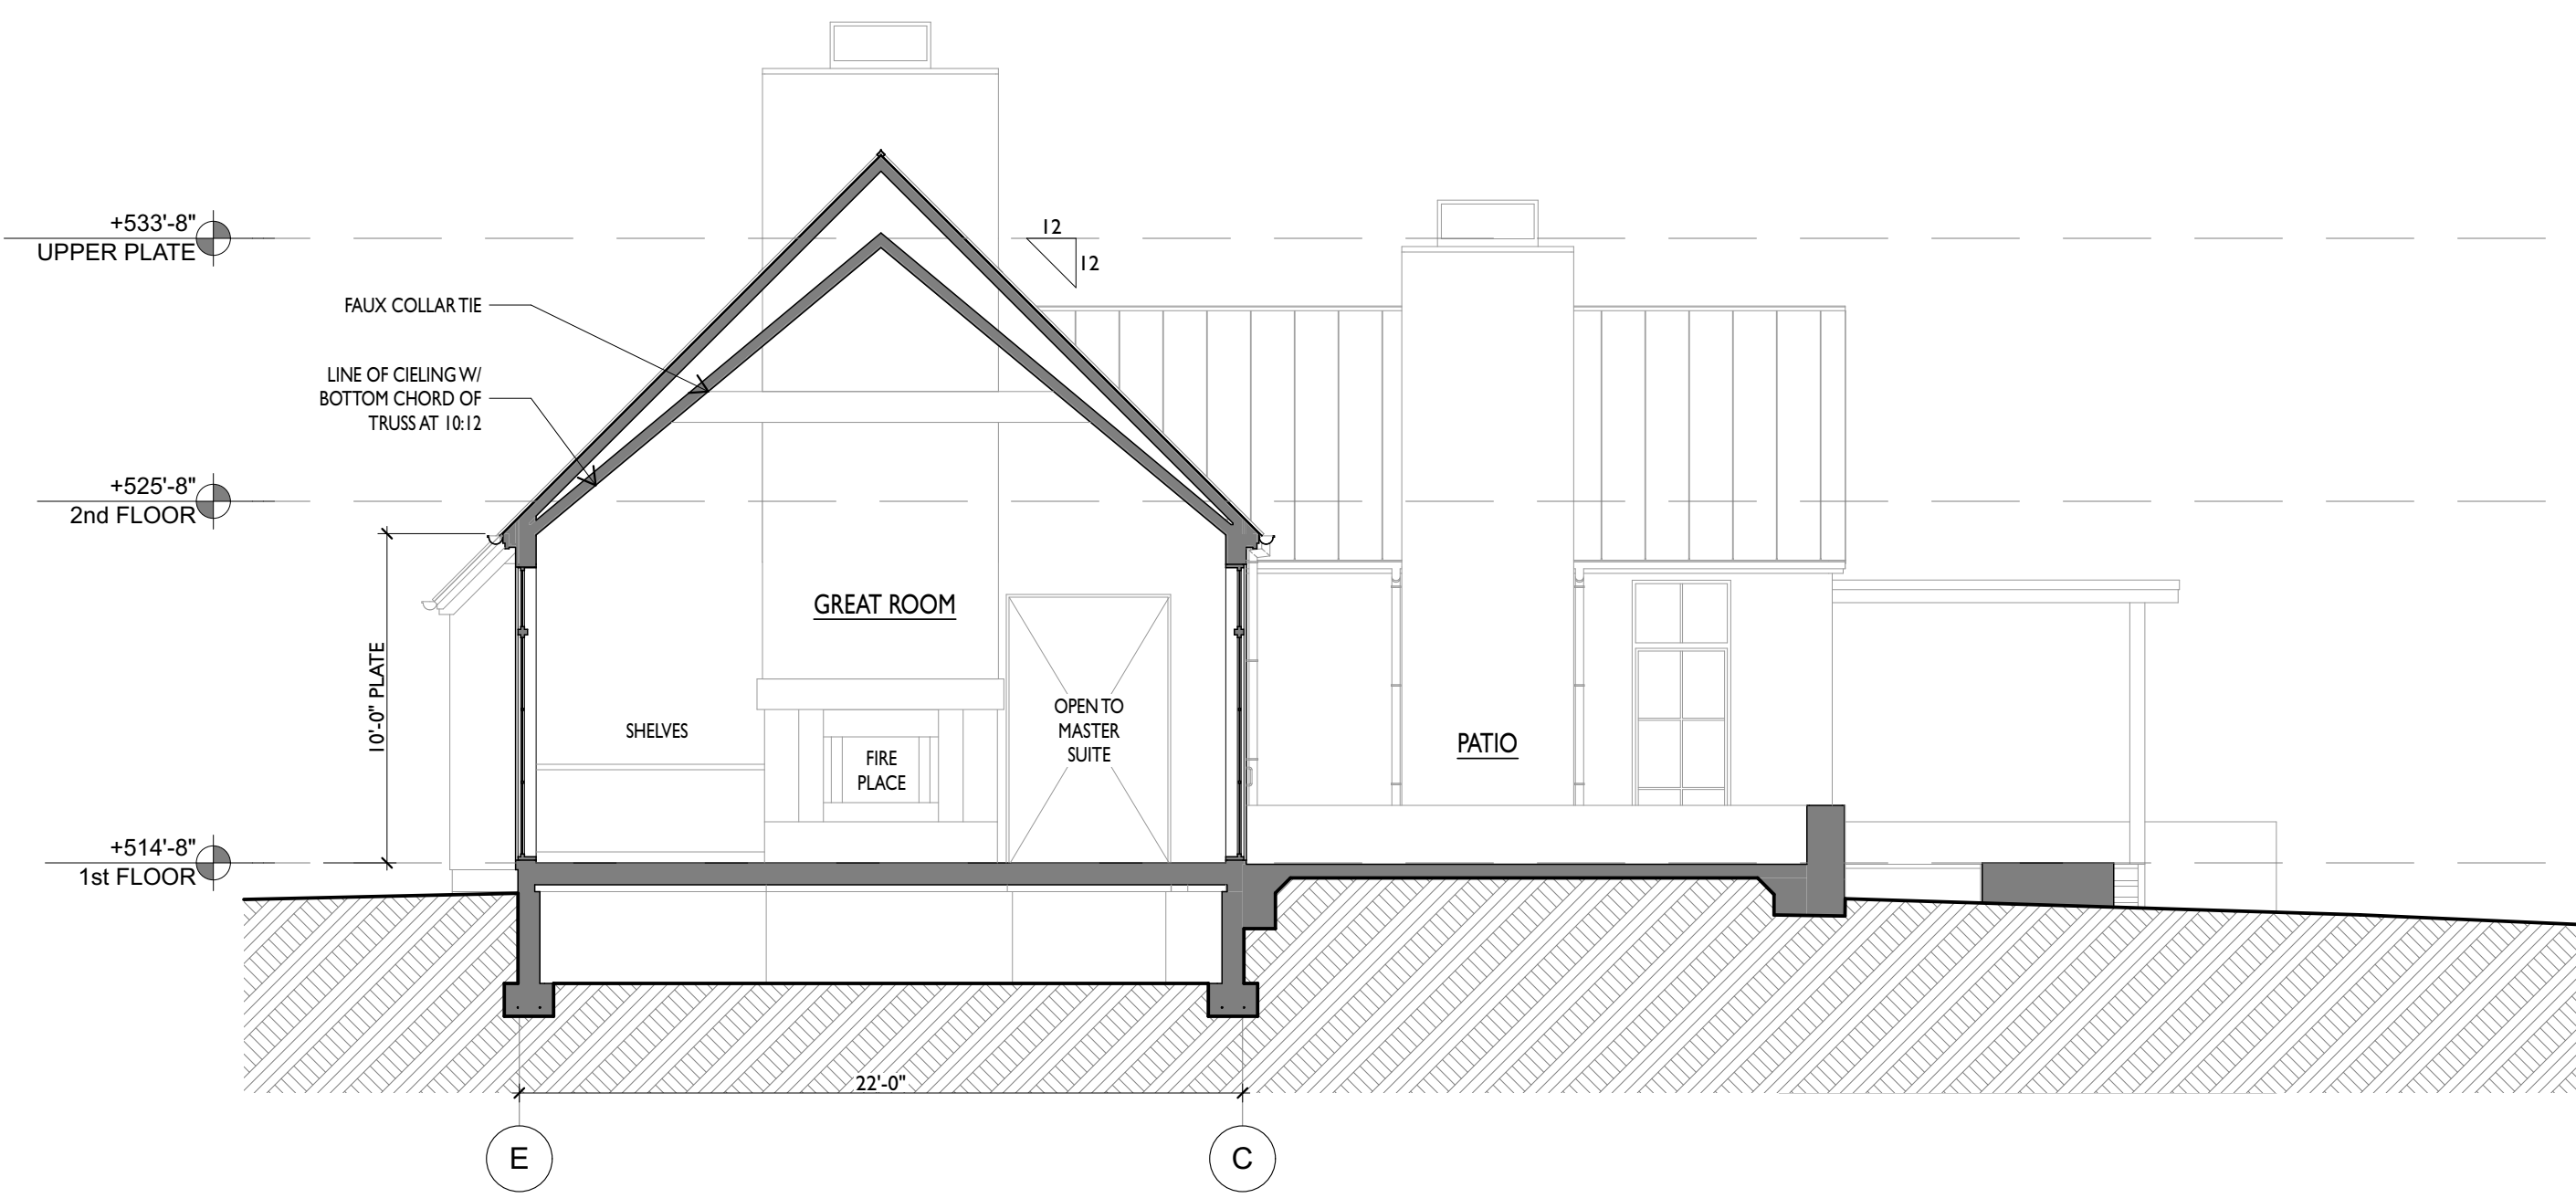 +533'-8"
UPPER PLATE
12
12
FAUX COLLAR TIE
LINE OF CIELING W/
BOTTOM CHORD OF
TRUSS AT 10:12
+525'-8"
2nd FLOOR
10'-0" PLATE
GREAT ROOM
SHELVES
FIRE
PLACE
OPEN TO
MASTER
SUITE
PATIO
+514'-8"
1st FLOOR
22'-0"
E
C